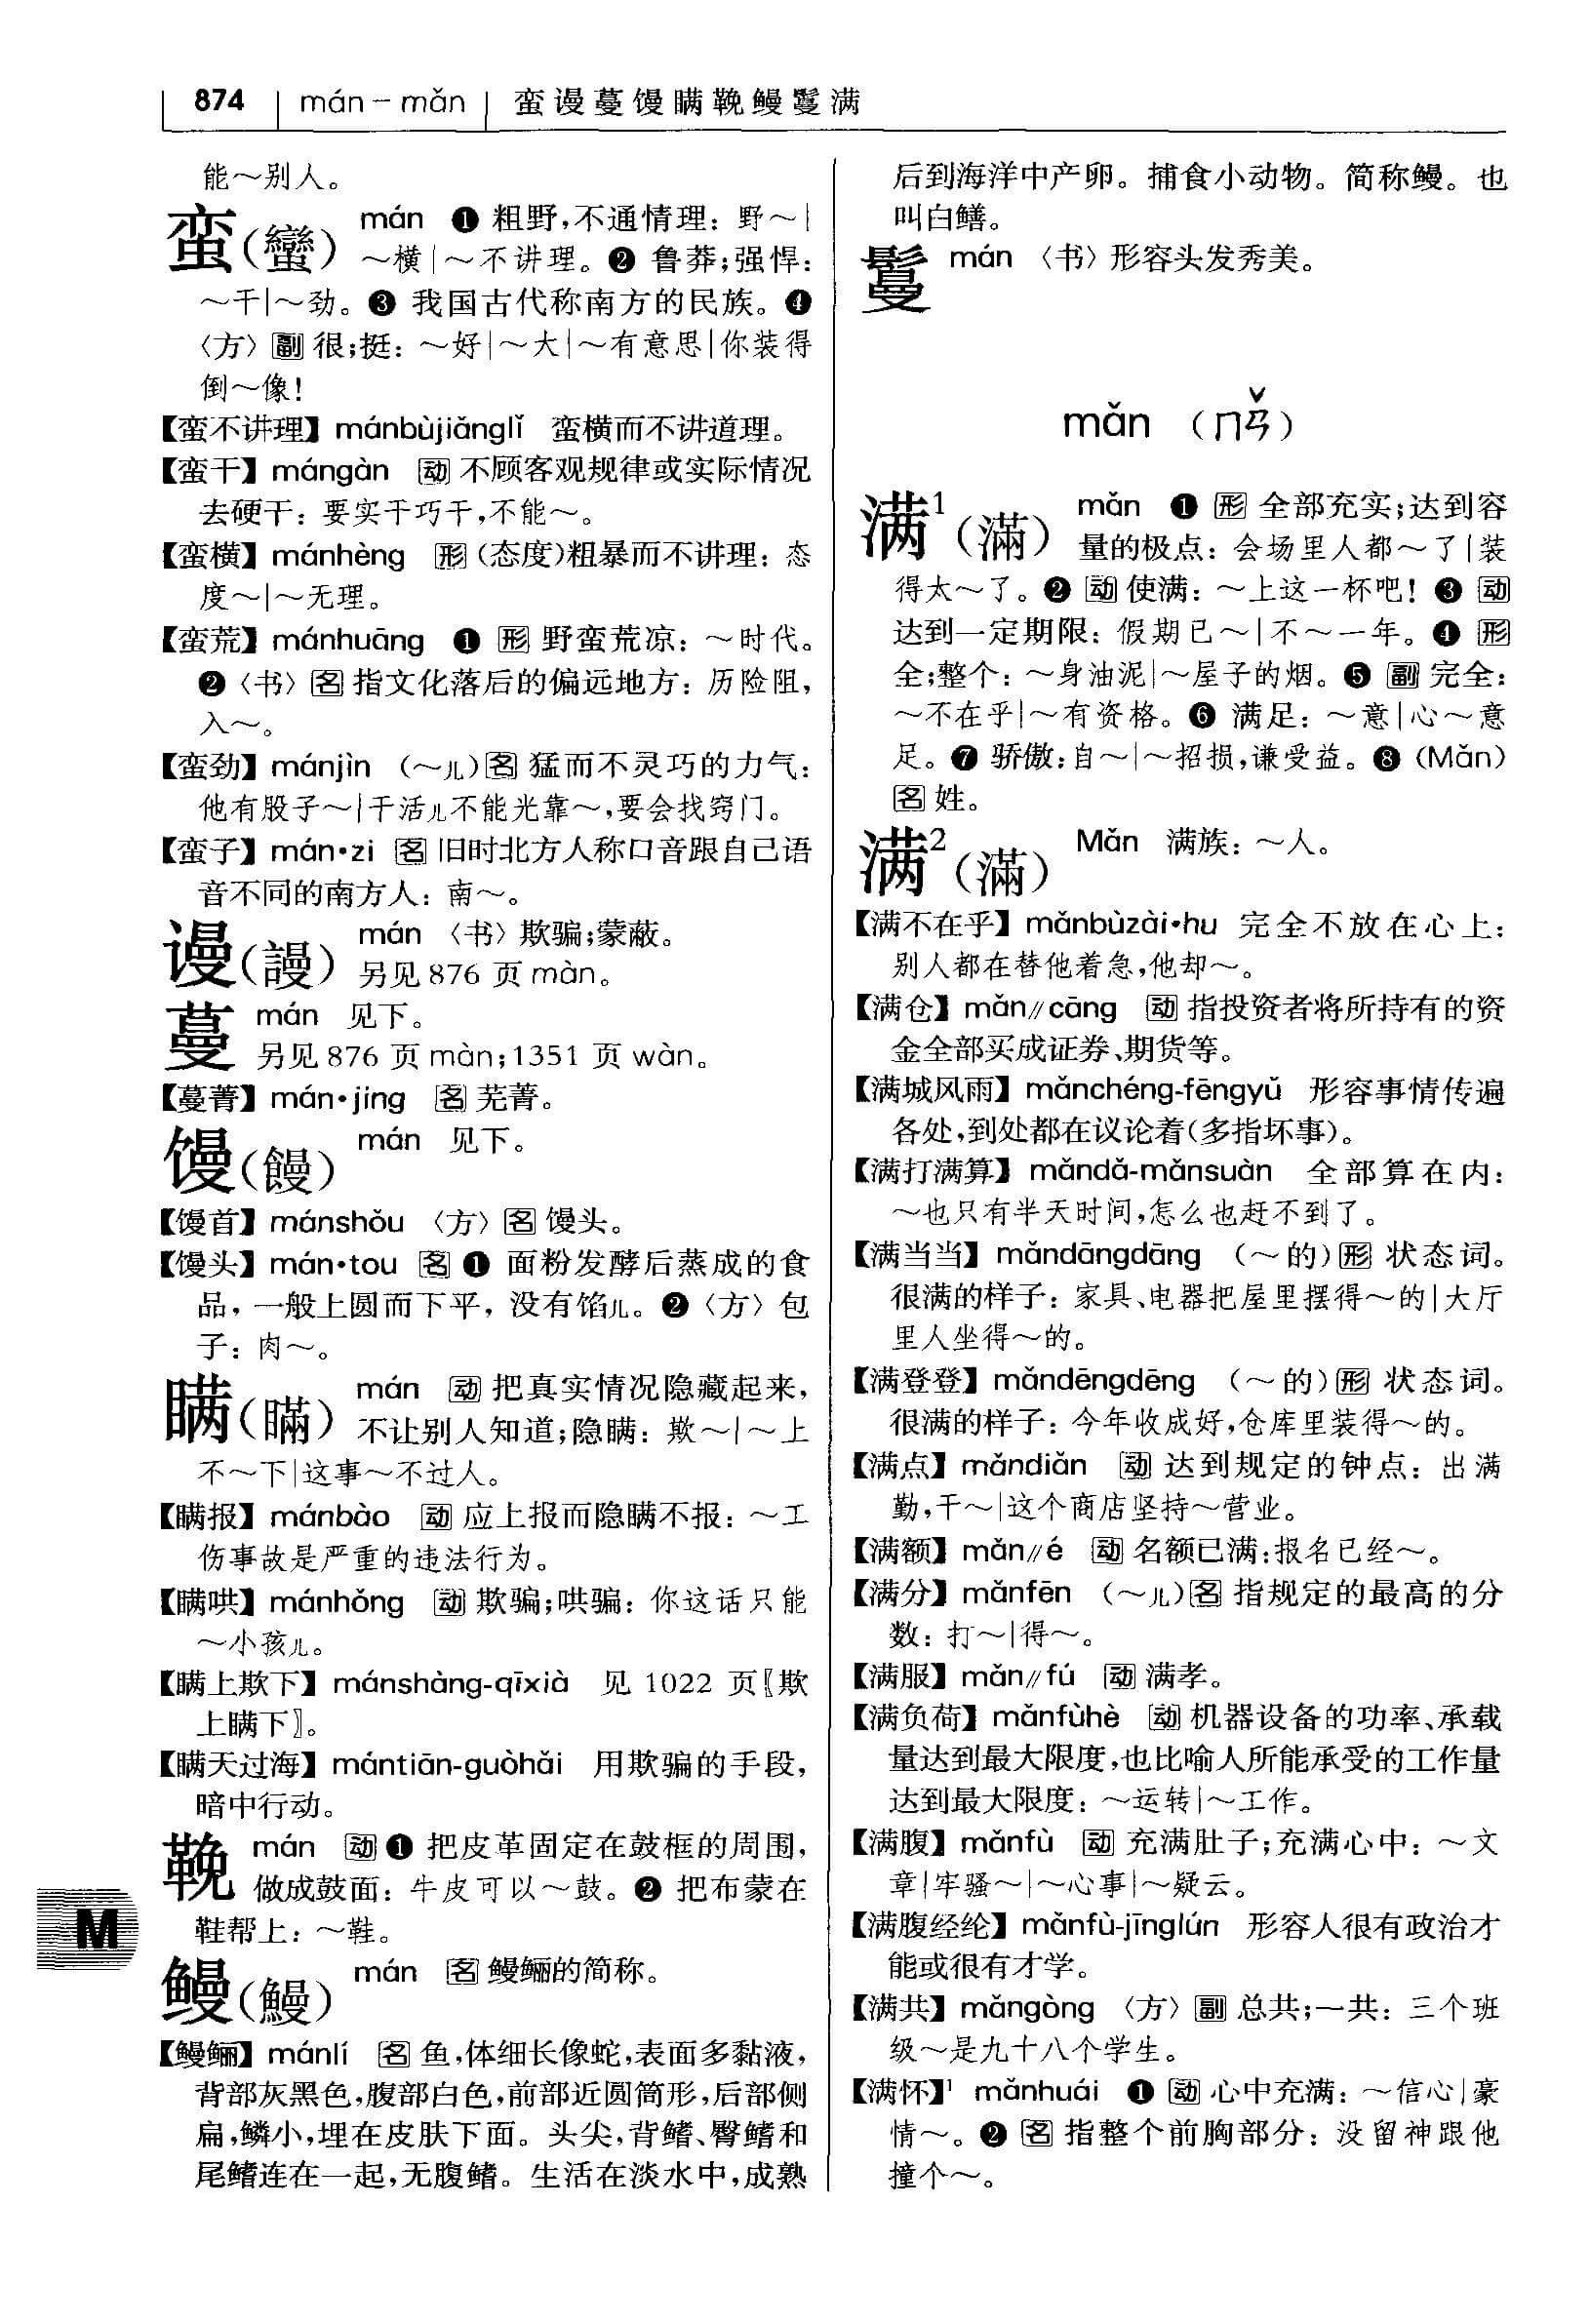 874 mán－mǎn 蛮谩蔓馒瞒鞔鳗鬘满
能～别人。
蛮(蠻) mán ❶ 粗野,不通情理：野～|
～横|～不讲理。❷ 鲁莽;强悍：
～干|～劲。❸ 我国古代称南方的民族。❹
〈方〉副 很;挺：～好|～大|～有意思|你装得
倒～像!
【蛮不讲理】mánbùjiǎnglǐ 蛮横而不讲道理。
【蛮干】mángàn 动 不顾客观规律或实际情况
去硬干：要实干巧干,不能～。
【蛮横】mánhèng 形 (态度)粗暴而不讲理：态
度～|～无理。
【蛮荒】mánhuāng ❶ 形 野蛮荒凉：～时代。
❷〈书〉名 指文化落后的偏远地方：历险阻,
入～。
【蛮劲】mánjìn (～儿)名 猛而不灵巧的力气：
他有股子～|干活儿不能光靠～,要会找窍门。
【蛮子】mán•zi 名 旧时北方人称口音跟自己语
音不同的南方人：南～。
谩(謾) mán 〈书〉欺骗;蒙蔽。
另见 876 页 màn。
蔓 mán 见下。
另见 876 页 màn;1351 页 wàn。
【蔓菁】mán•jing 名 芜菁。
馒(饅) mán 见下。
【馒首】mánshǒu 〈方〉名 馒头。
【馒头】mán•tou 名 ❶ 面粉发酵后蒸成的食
品，一般上圆而下平，没有馅儿。❷〈方〉包
子：肉～。
瞒(瞞) mán 动 把真实情况隐藏起来,
不让别人知道;隐瞒：欺～|～上
不～下|这事～不过人。
【瞒报】mánbào 动 应上报而隐瞒不报：～工
伤事故是严重的违法行为。
【瞒哄】mánhǒng 动 欺骗;哄骗：你这话只能
～小孩儿。
【瞒上欺下】mánshàng-qīxià 见 1022 页〖欺
上瞒下〗。
【瞒天过海】mántiān-guòhǎi 用欺骗的手段,
暗中行动。
鞔 mán 动 ❶ 把皮革固定在鼓框的周围,
做成鼓面：牛皮可以～鼓。❷ 把布蒙在
鞋帮上：～鞋。
M
鳗(鰻) mán 名 鳗鲡的简称。
【鳗鲡】mánlí 名 鱼,体细长像蛇,表面多黏液,
背部灰黑色,腹部白色,前部近圆筒形,后部侧
扁,鳞小,埋在皮肤下面。头尖,背鳍、臀鳍和
尾鳍连在一起,无腹鳍。生活在淡水中,成熟
后到海洋中产卵。捕食小动物。简称鳗。也
叫白鳝。
鬘 mán 〈书〉形容头发秀美。
mǎn （ㄇㄢˇ）
满¹(滿) mǎn ❶ 形 全部充实;达到容
量的极点：会场里人都～了|装
得太～了。❷ 动 使满：～上这一杯吧! ❸ 动
达到一定期限：假期已～|不～一年。❹ 形
全;整个：～身油泥|～屋子的烟。❺ 副 完全：
～不在乎|～有资格。❻ 满足：～意|心～意
足。❼ 骄傲：自～|～招损,谦受益。❽ (Mǎn)
名 姓。
满²(滿) Mǎn 满族：～人。
【满不在乎】mǎnbùzài•hu 完全不放在心上：
别人都在替他着急,他却～。
【满仓】mǎn∥cāng 动 指投资者将所持有的资
金全部买成证券、期货等。
【满城风雨】mǎnchéng-fēngyǔ 形容事情传遍
各处,到处都在议论着(多指坏事)。
【满打满算】mǎndǎ-mǎnsuàn 全部算在内：
～也只有半天时间,怎么也赶不到了。
【满当当】mǎndāngdāng (～的)形 状态词。
很满的样子：家具、电器把屋里摆得～的|大厅
里人坐得～的。
【满登登】mǎndēngdēng (～的)形 状态词。
很满的样子：今年收成好,仓库里装得～的。
【满点】mǎndiǎn 动 达到规定的钟点：出满
勤,干～|这个商店坚持～营业。
【满额】mǎn∥é 动 名额已满：报名已经～。
【满分】mǎnfēn (～儿)名 指规定的最高的分
数：打～|得～。
【满服】mǎn∥fú 动 满孝。
【满负荷】mǎnfùhè 动 机器设备的功率、承载
量达到最大限度,也比喻人所能承受的工作量
达到最大限度：～运转|～工作。
【满腹】mǎnfù 动 充满肚子;充满心中：～文
章|牢骚～|～心事|～疑云。
【满腹经纶】mǎnfù-jīnglún 形容人很有政治才
能或很有才学。
【满共】mǎngòng 〈方〉副 总共;一共：三个班
级～是九十八个学生。
【满怀】¹ mǎnhuái ❶ 动 心中充满：～信心|豪
情～。❷ 名 指整个前胸部分：没留神跟他
撞个～。